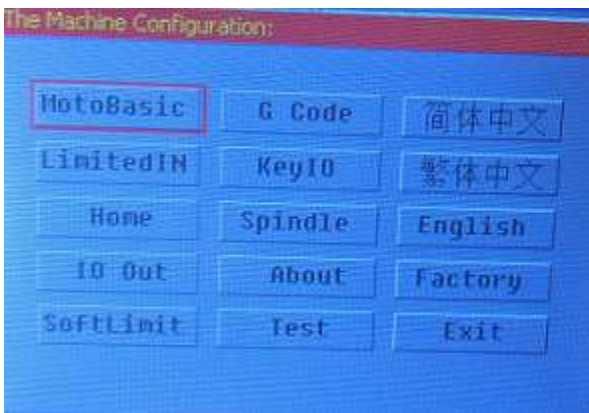 The Machine Configuration:
MotoBasic G Code 简体中文
LimitedIN KeyIO 繁体中文
Home Spindle English
IO Out About Factory
SoftLimit Test Exit